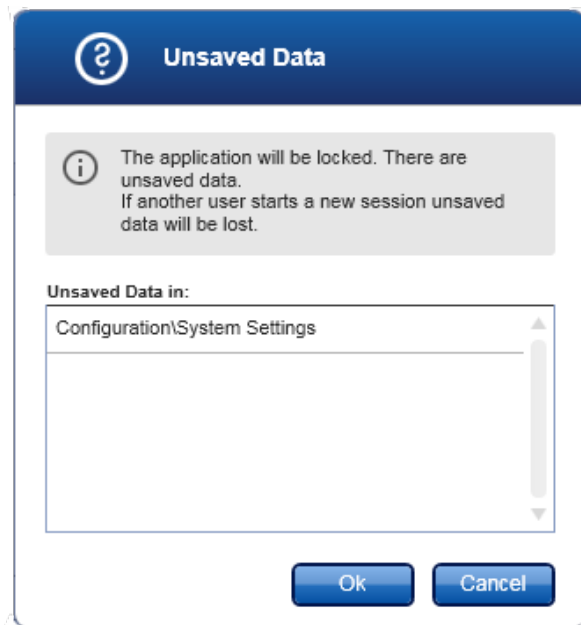 Unsaved Data
The application will be locked. There are
unsaved data.
If another user starts a new session unsaved
data will be lost.
Unsaved Data in:
Configuration\System Settings
Ok
Cancel